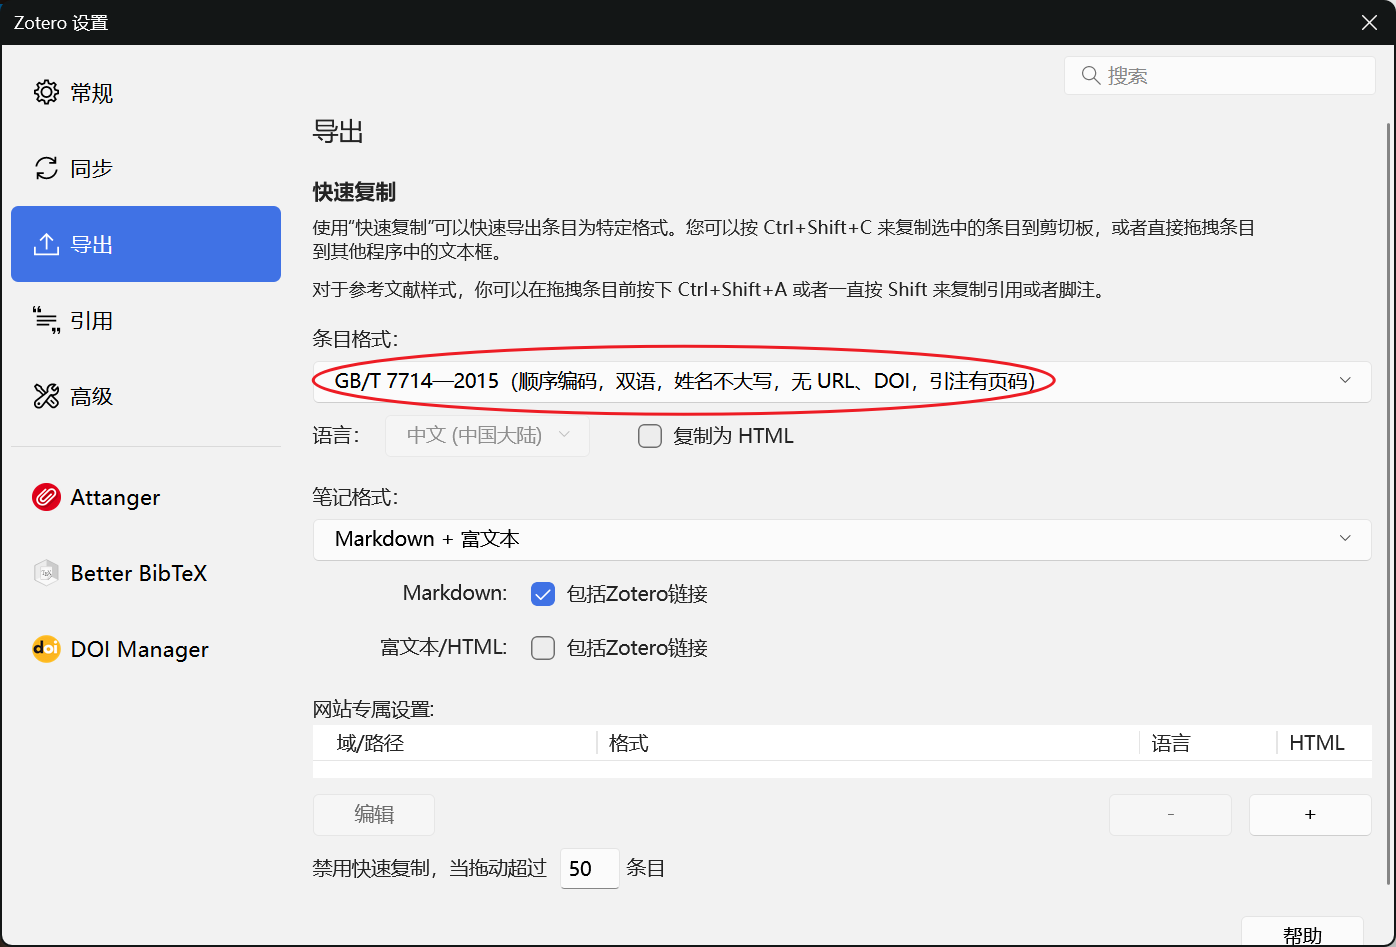 Zotero 设置
搜索
常规
同步
导出
引用
高级
Attanger
Better BibTeX
DOI Manager
导出
快速复制
使用“快速复制”可以快速导出条目为特定格式。您可以按 Ctrl+Shift+C 来复制选中的条目到剪切板，或者直接拖拽条目
到其他程序中的文本框。
对于参考文献样式，你可以在拖拽条目前按下 Ctrl+Shift+A 或者一直按 Shift 来复制引用或者脚注。
条目格式：
GB/T 7714—2015（顺序编码，双语，姓名不大写，无 URL、DOI，引注有页码）
语言： 中文 (中国大陆) 复制为 HTML
笔记格式：
Markdown + 富文本
Markdown: 包括Zotero链接
富文本/HTML: 包括Zotero链接
网站专属设置:
域/路径 格式 语言 HTML
编辑 - +
禁用快速复制，当拖动超过 50 条目
帮助